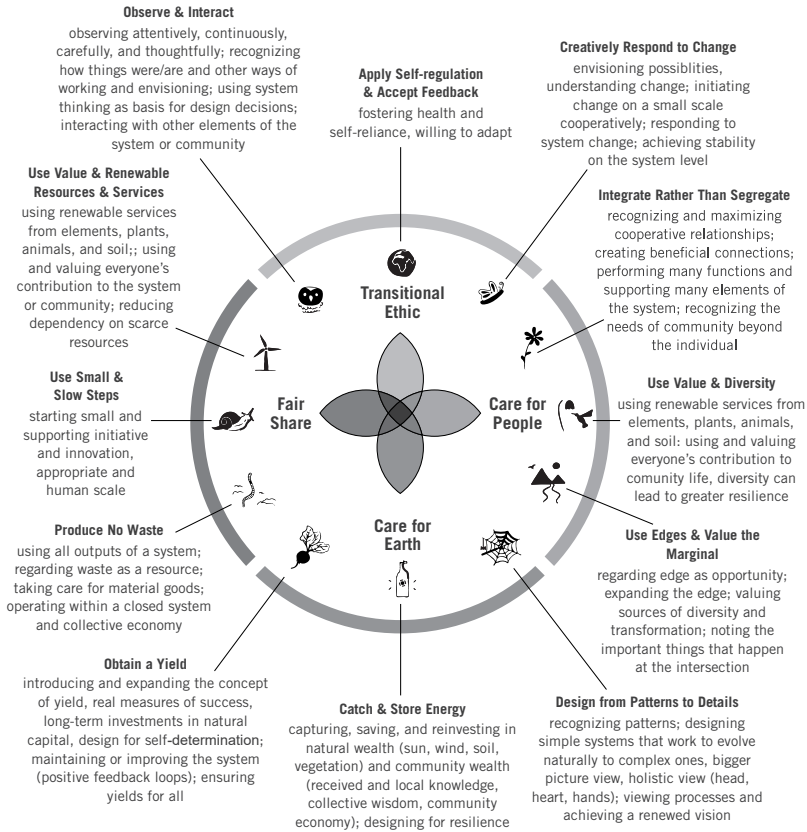 Observe & Interact
observing attentively, continuously,
carefully, and thoughtfully; recognizing
how things were/are and other ways of
working and envisioning; using system
thinking as basis for design decisions;
interacting with other elements of the
system or community
Apply Self-regulation
& Accept Feedback
fostering health and
self-reliance, willing to adapt
Creatively Respond to Change
envisioning possiblities,
understanding change; initiating
change on a small scale
cooperatively; responding to
system change; achieving stability
on the system level
Use Value & Renewable
Resources & Services
using renewable services
from elements, plants,
animals, and soil;; using
and valuing everyone's
contribution to the system
or community; reducing
dependency on scarce
resources
Integrate Rather Than Segregate
recognizing and maximizing
cooperative relationships;
creating beneficial connections;
performing many functions and
supporting many elements of
the system; recognizing the
needs of community beyond
the individual
Transitional
Ethic
Use Small &
Slow Steps
starting small and
supporting initiative
and innovation,
appropriate and
human scale
Fair
Share
Care for
People
Use Value & Diversity
using renewable services from
elements, plants, animals,
and soil: using and valuing
everyone's contribution to
comunity life, diversity can
lead to greater resilience
Care for
Earth
Produce No Waste
using all outputs of a system;
regarding waste as a resource;
taking care for material goods;
operating within a closed system
and collective economy
Use Edges & Value the
Marginal
regarding edge as opportunity;
expanding the edge; valuing
sources of diversity and
transformation; noting the
important things that happen
at the intersection
Obtain a Yield
introducing and expanding the concept
of yield, real measures of success,
long-term investments in natural
capital, design for self-determination;
maintaining or improving the system
(positive feedback loops); ensuring
yields for all
Catch & Store Energy
capturing, saving, and reinvesting in
natural wealth (sun, wind, soil,
vegetation) and community wealth
(received and local knowledge,
collective wisdom, community
economy); designing for resilience
Design from Patterns to Details
recognizing patterns; designing
simple systems that work to evolve
naturally to complex ones, bigger
picture view, holistic view (head,
heart, hands); viewing processes and
achieving a renewed vision